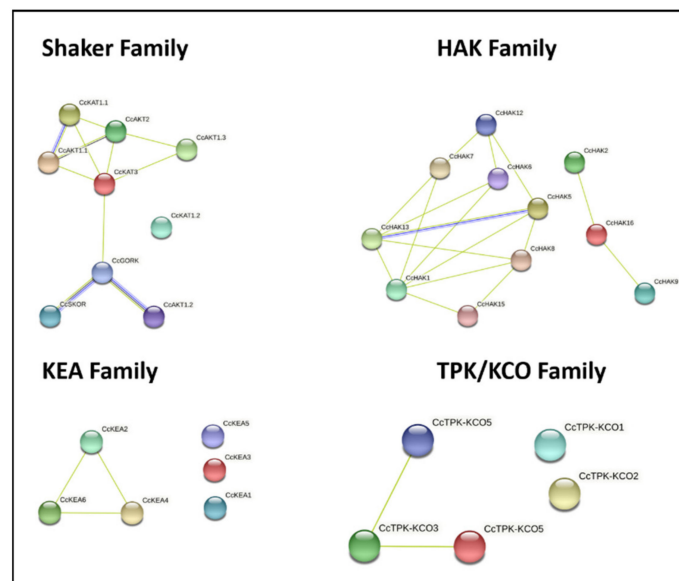 Shaker Family
CcKAT1.1
CcAKT2
CcAKT1.3
CcAKT1.1
CcKAT3
CcKAT1.2
CcGORK
CcSKOR
CcAKT1.2
HAK Family
CcHAK12
CcHAK2
CcHAK7
CcHAK6
CcHAK5
CcHAK16
CcHAK13
CcHAK8
CcHAK1
CcHAK9
CcHAK15
KEA Family
CcKEA2
CcKEA5
CcKEA3
CcKEA6
CcKEA4
CcKEA1
TPK/KCO Family
CcTPK-KCO5
CcTPK-KCO1
CcTPK-KCO2
CcTPK-KCO3
CcTPK-KCO5